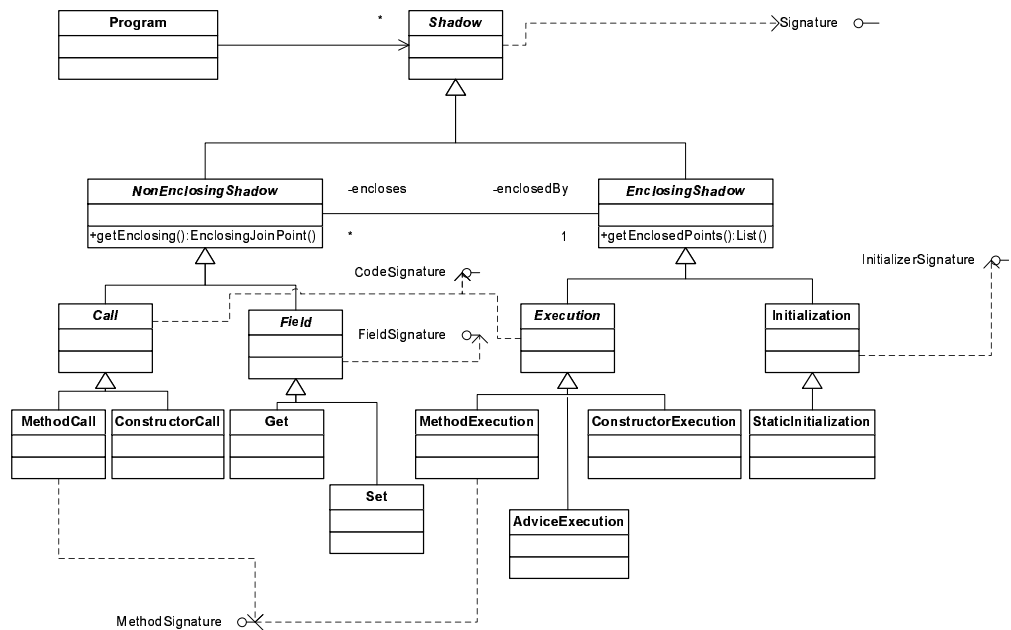 Program
*
Shadow
Signature
NonEnclosingShadow
-encloses
-enclosedBy
EnclosingShadow
+getEnclosing():EnclosingJoinPoint()
*
1
+getEnclosedPoints():List()
CodeSignature
InitializerSignature
Call
Field
FieldSignature
Execution
Initialization
MethodCall
ConstructorCall
Get
MethodExecution
ConstructorExecution
StaticInitialization
Set
AdviceExecution
MethodSignature